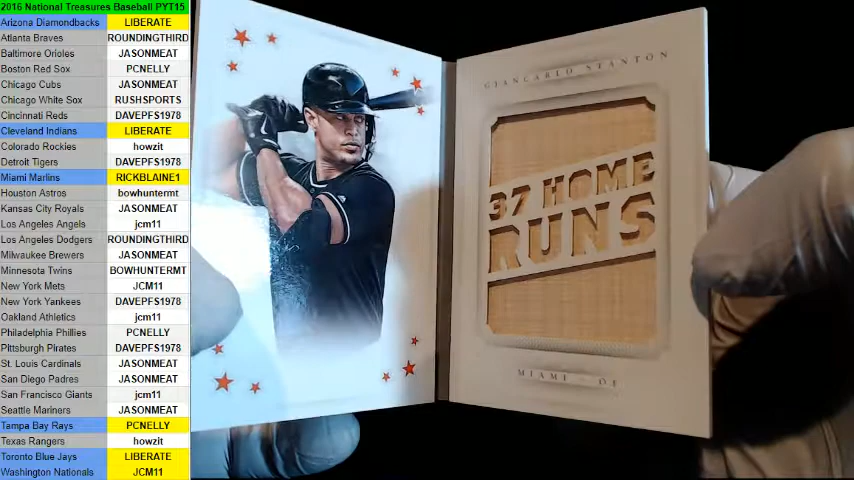 2016 National Treasures Baseball PYT15
Arizona Diamondbacks LIBERATE
Atlanta Braves ROUNDINGTHIRD
Baltimore Orioles JASONMEAT
Boston Red Sox PCNELLY
Chicago Cubs JASONMEAT
Chicago White Sox RUSHSPORTS
Cincinnati Reds DAVEPFS1978
Cleveland Indians LIBERATE
Colorado Rockies howzit
Detroit Tigers DAVEPFS1978
Miami Marlins RICKBLAINE1
Houston Astros bowhuntermt
Kansas City Royals JASONMEAT
Los Angeles Angels jcm11
Los Angeles Dodgers ROUNDINGTHIRD
Milwaukee Brewers JASONMEAT
Minnesota Twins BOWHUNTERMT
New York Mets JCM11
New York Yankees DAVEPFS1978
Oakland Athletics jcm11
Philadelphia Phillies PCNELLY
Pittsburgh Pirates DAVEPFS1978
St. Louis Cardinals JASONMEAT
San Diego Padres JASONMEAT
San Francisco Giants jcm11
Seattle Mariners JASONMEAT
Tampa Bay Rays PCNELLY
Texas Rangers howzit
Toronto Blue Jays LIBERATE
Washington Nationals JCM11
GIANCARLO STANTON
37 HOME
RUNS
MIAMI - OF